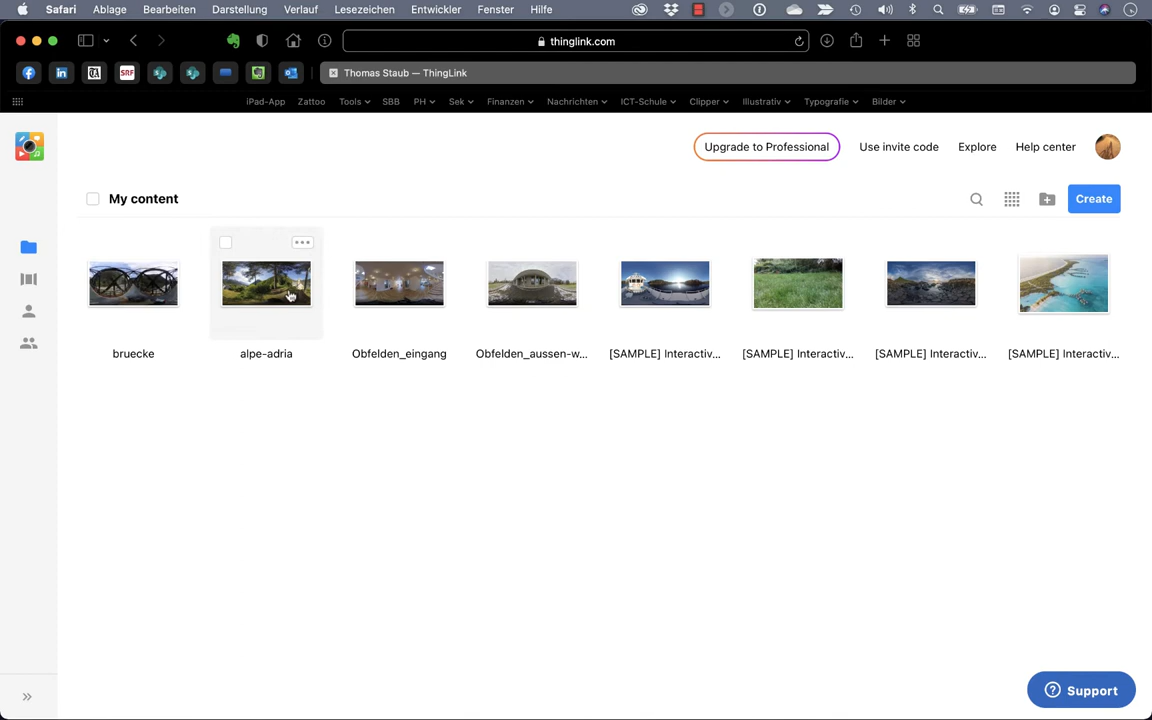 Safari Ablage Bearbeiten Darstellung Verlauf Lesezeichen Entwickler Fenster Hilfe
thinglink.com
SRF
Thomas Staub — ThingLink
iPad-App Zattoo Tools SBB PH Sek Finanzen Nachrichten ICT-Schule Clipper Illustrativ Typografie Bilder
Upgrade to Professional Use invite code Explore Help center
My content
Create
bruecke alpe-adria Obfelden_eingang Obfelden_aussen-w... [SAMPLE] Interactiv... [SAMPLE] Interactiv... [SAMPLE] Interactiv... [SAMPLE] Interactiv...
Support